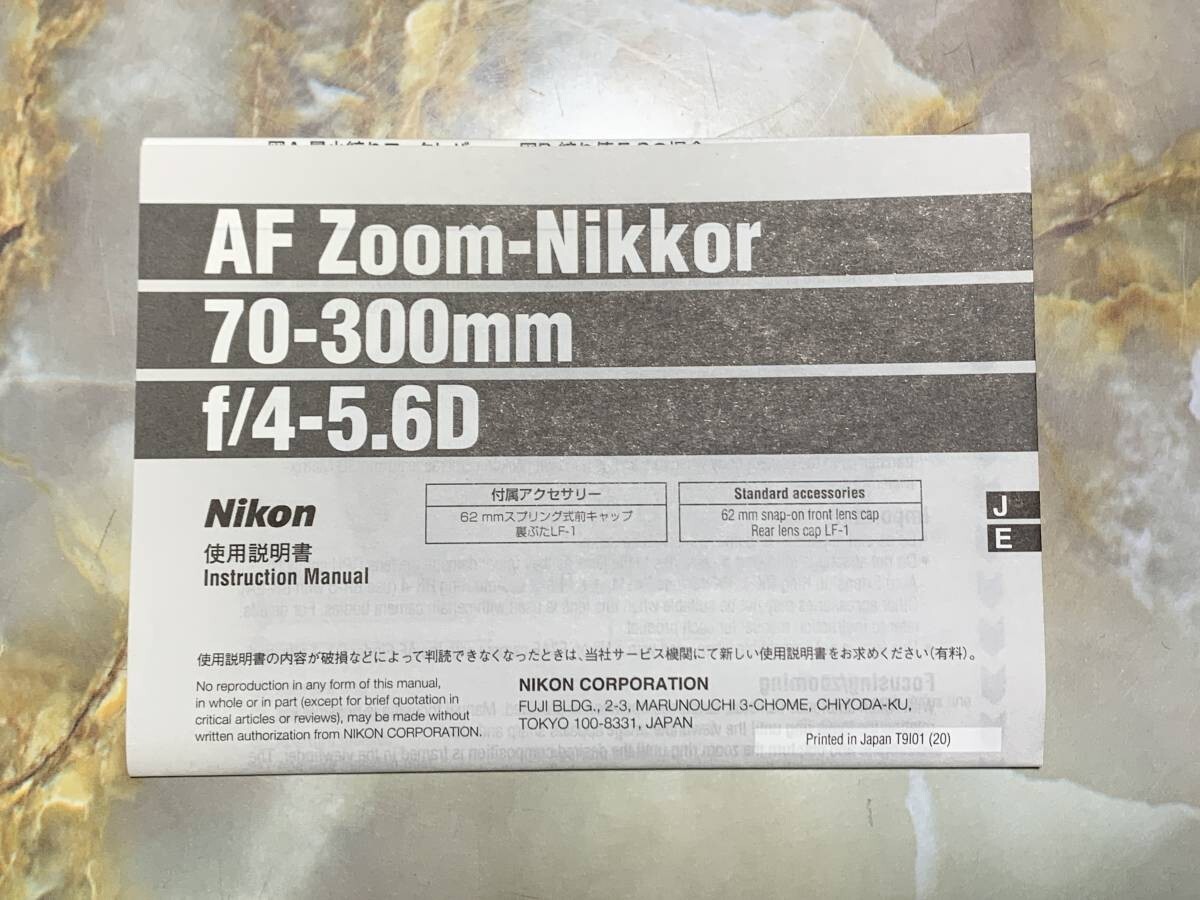 AF Zoom-Nikkor
70-300mm
f/4-5.6D
Nikon
使用説明書
Instruction Manual
付属アクセサリー
62 mmスプリング式前キャップ
裏ぶたLF-1
Standard accessories
62 mm snap-on front lens cap
Rear lens cap LF-1
J
E
使用説明書の内容が破損などによって判読できなくなったときは、当社サービス機関にて新しい使用説明書をお求めください(有料)。
No reproduction in any form of this manual,
in whole or in part (except for brief quotation in
critical articles or reviews), may be made without
written authorization from NIKON CORPORATION.
NIKON CORPORATION
FUJI BLDG., 2-3, MARUNOUCHI 3-CHOME, CHIYODA-KU,
TOKYO 100-8331, JAPAN
Printed in Japan T9I01 (20)